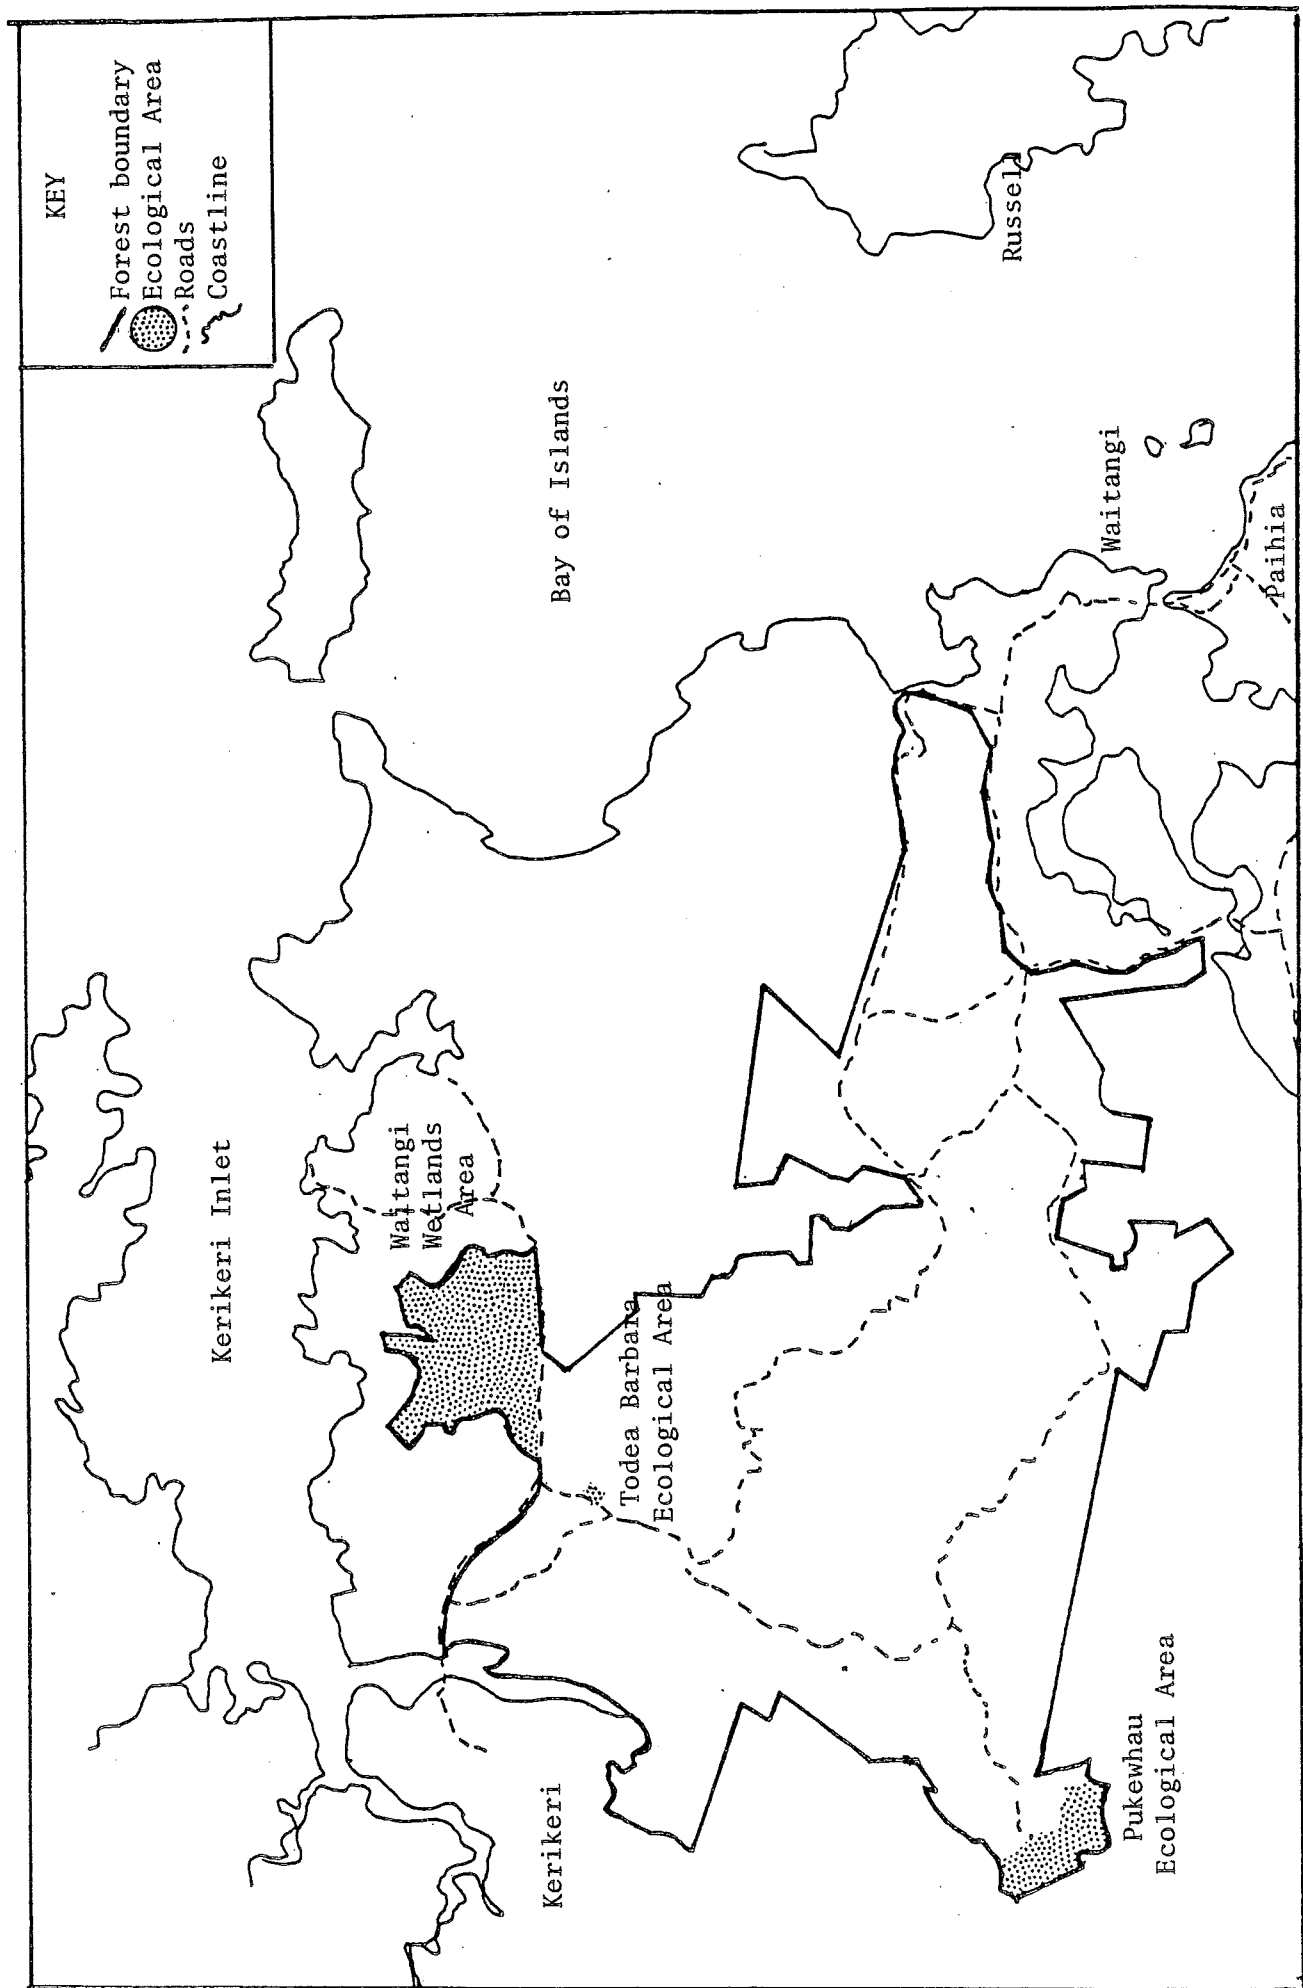 KEY
Forest boundary
Ecological Area
Roads
Coastline
Kerikeri Inlet
Waitangi
Wetlands
Area
Bay of Islands
Russell
Kerikeri
Todea Barbara
Ecological Area
Waitangi
Paihia
Pukewhau
Ecological Area